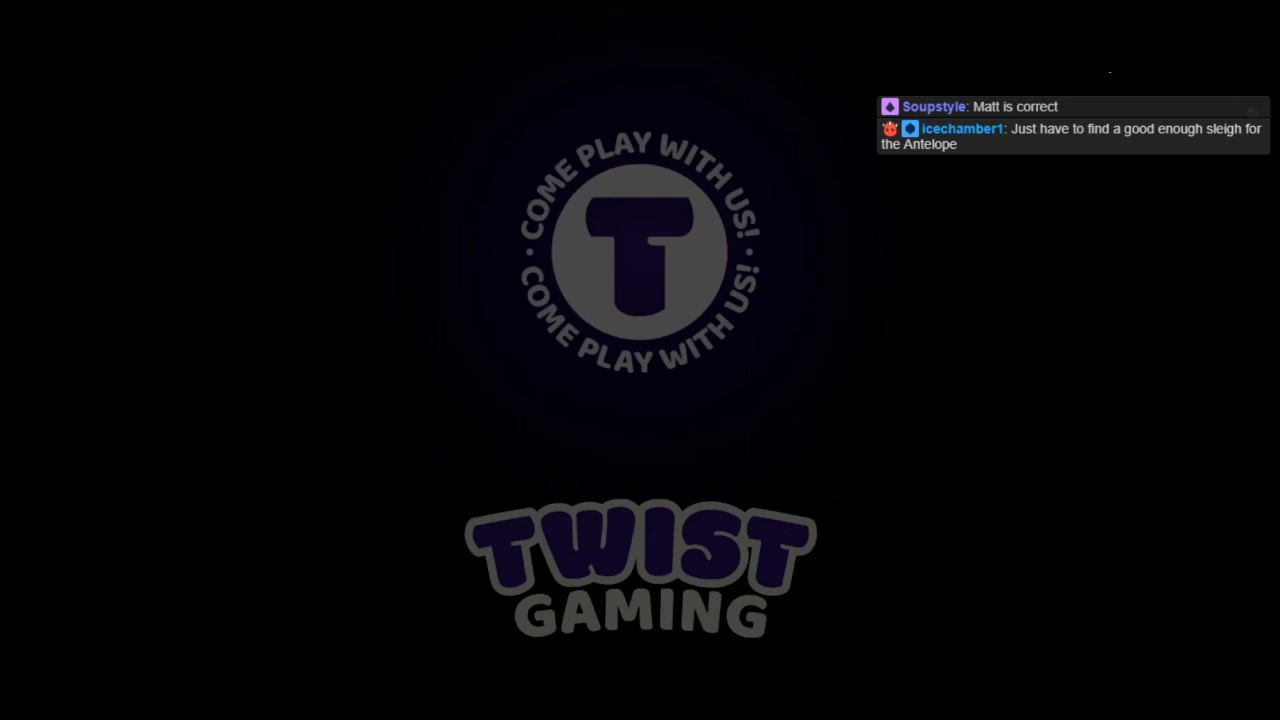 COME PLAY WITH US!
T
COME PLAY WITH US!
TWIST
GAMING
Soupstyle: Matt is correct
icechamber1: Just have to find a good enough sleigh for
the Antelope